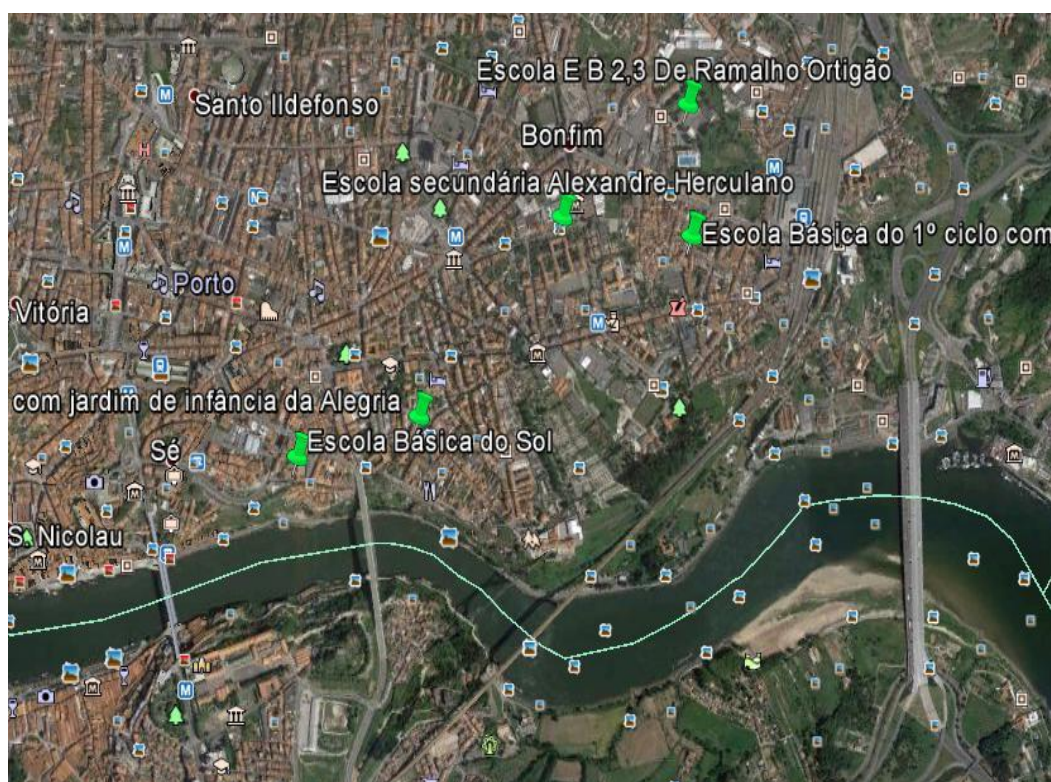 Escola E B 2,3 De Ramalho Ortigão
Santo Ildefonso
Bonfim
Escola secundária Alexandre Herculano
Escola Básica do 1º ciclo com
Porto
Vitória
com jardim de infância da Alegria
Escola Básica do Sol
Sé
S. Nicolau